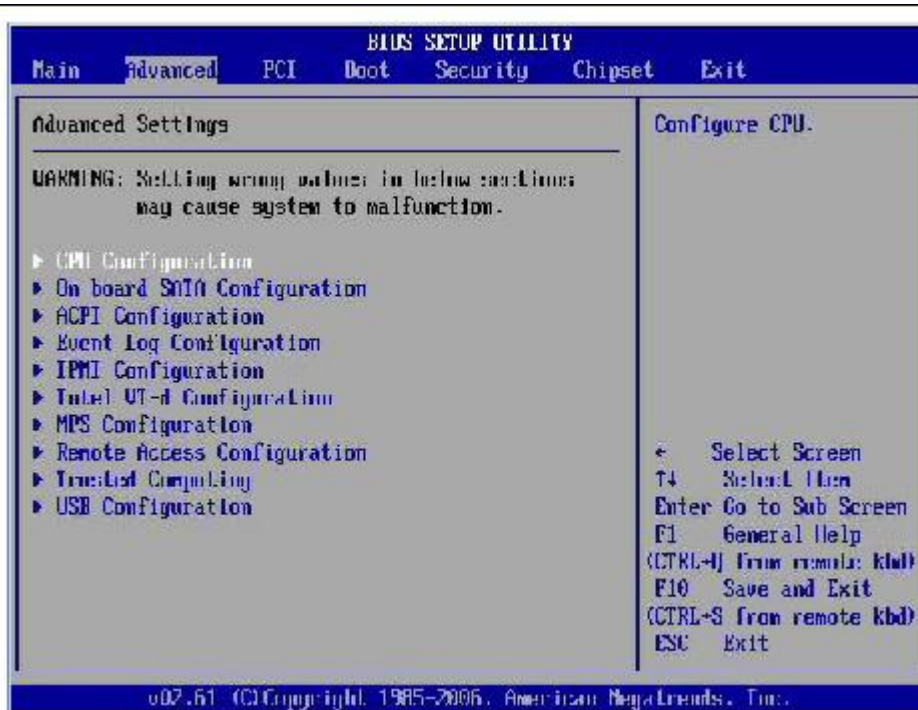 BIOS SETUP UTILITY
Main Advanced PCI Boot Security Chipset Exit
Advanced Settings
WARNING: Setting wrong values in below sections
may cause system to malfunction.
CPU Configuration
On board SATA Configuration
ACPI Configuration
Event Log Configuration
IPMI Configuration
Intel VT-d Configuration
MPS Configuration
Remote Access Configuration
Trusted Computing
USB Configuration
Configure CPU.
← Select Screen
↑↓ Select Item
Enter Go to Sub Screen
F1 General Help
from remote kbd)
F10 Save and Exit
(CTRL+S from remote kbd)
ESC Exit
v02.61 (C)Copyright 1985-2006, American Megatrends, Inc.